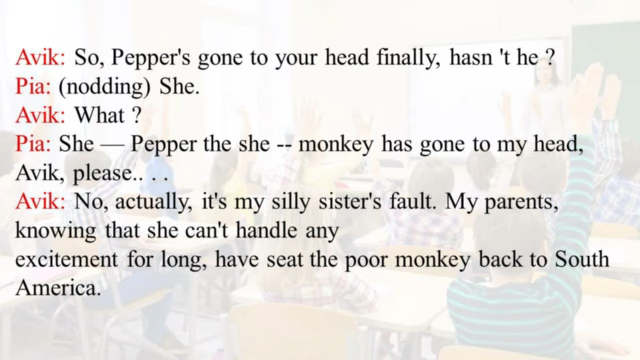 Avik: So, Pepper's gone to your head finally, hasn 't he ?
Pia: (nodding) She.
Avik: What ?
Pia: She — Pepper the she -- monkey has gone to my head,
Avik, please.. . .
Avik: No, actually, it's my silly sister's fault. My parents,
knowing that she can't handle any
excitement for long, have seat the poor monkey back to South
America.